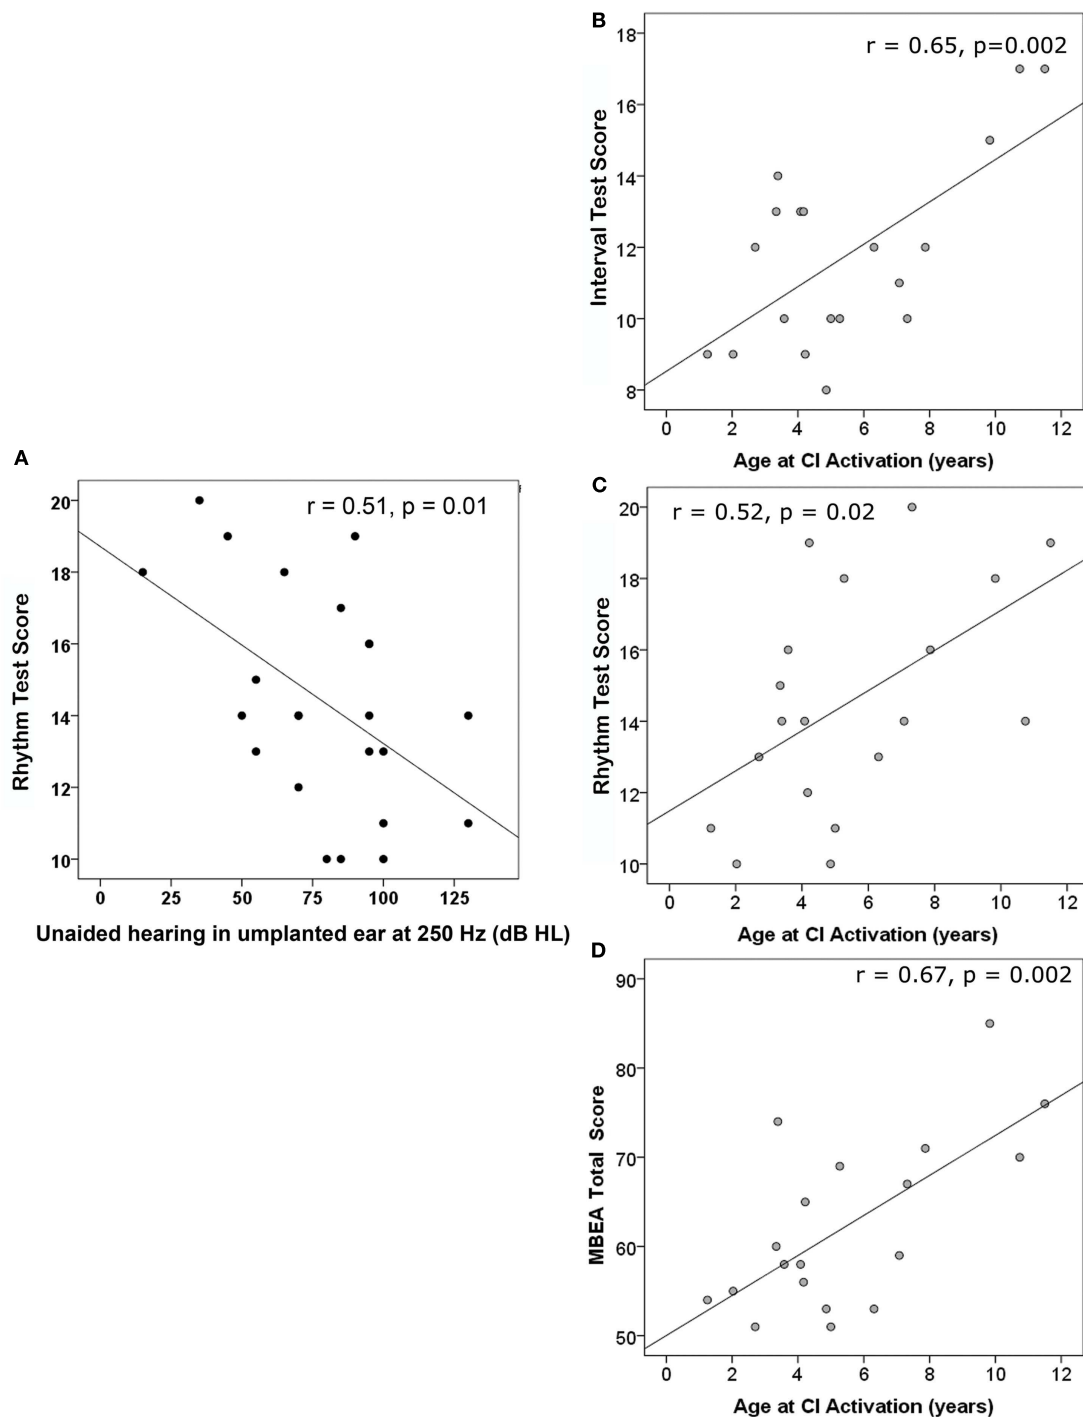 B
r = 0.65, p=0.002
Interval Test Score
18
16
14
12
10
8
0 2 4 6 8 10 12
Age at CI Activation (years)
A
r = 0.51, p = 0.01
Rhythm Test Score
20
18
16
14
12
10
0 25 50 75 100 125
Unaided hearing in umplanted ear at 250 Hz (dB HL)
C
r = 0.52, p = 0.02
Rhythm Test Score
20
18
16
14
12
10
0 2 4 6 8 10 12
Age at CI Activation (years)
D
r = 0.67, p = 0.002
MBEA Total Score
90
80
70
60
50
0 2 4 6 8 10 12
Age at CI Activation (years)